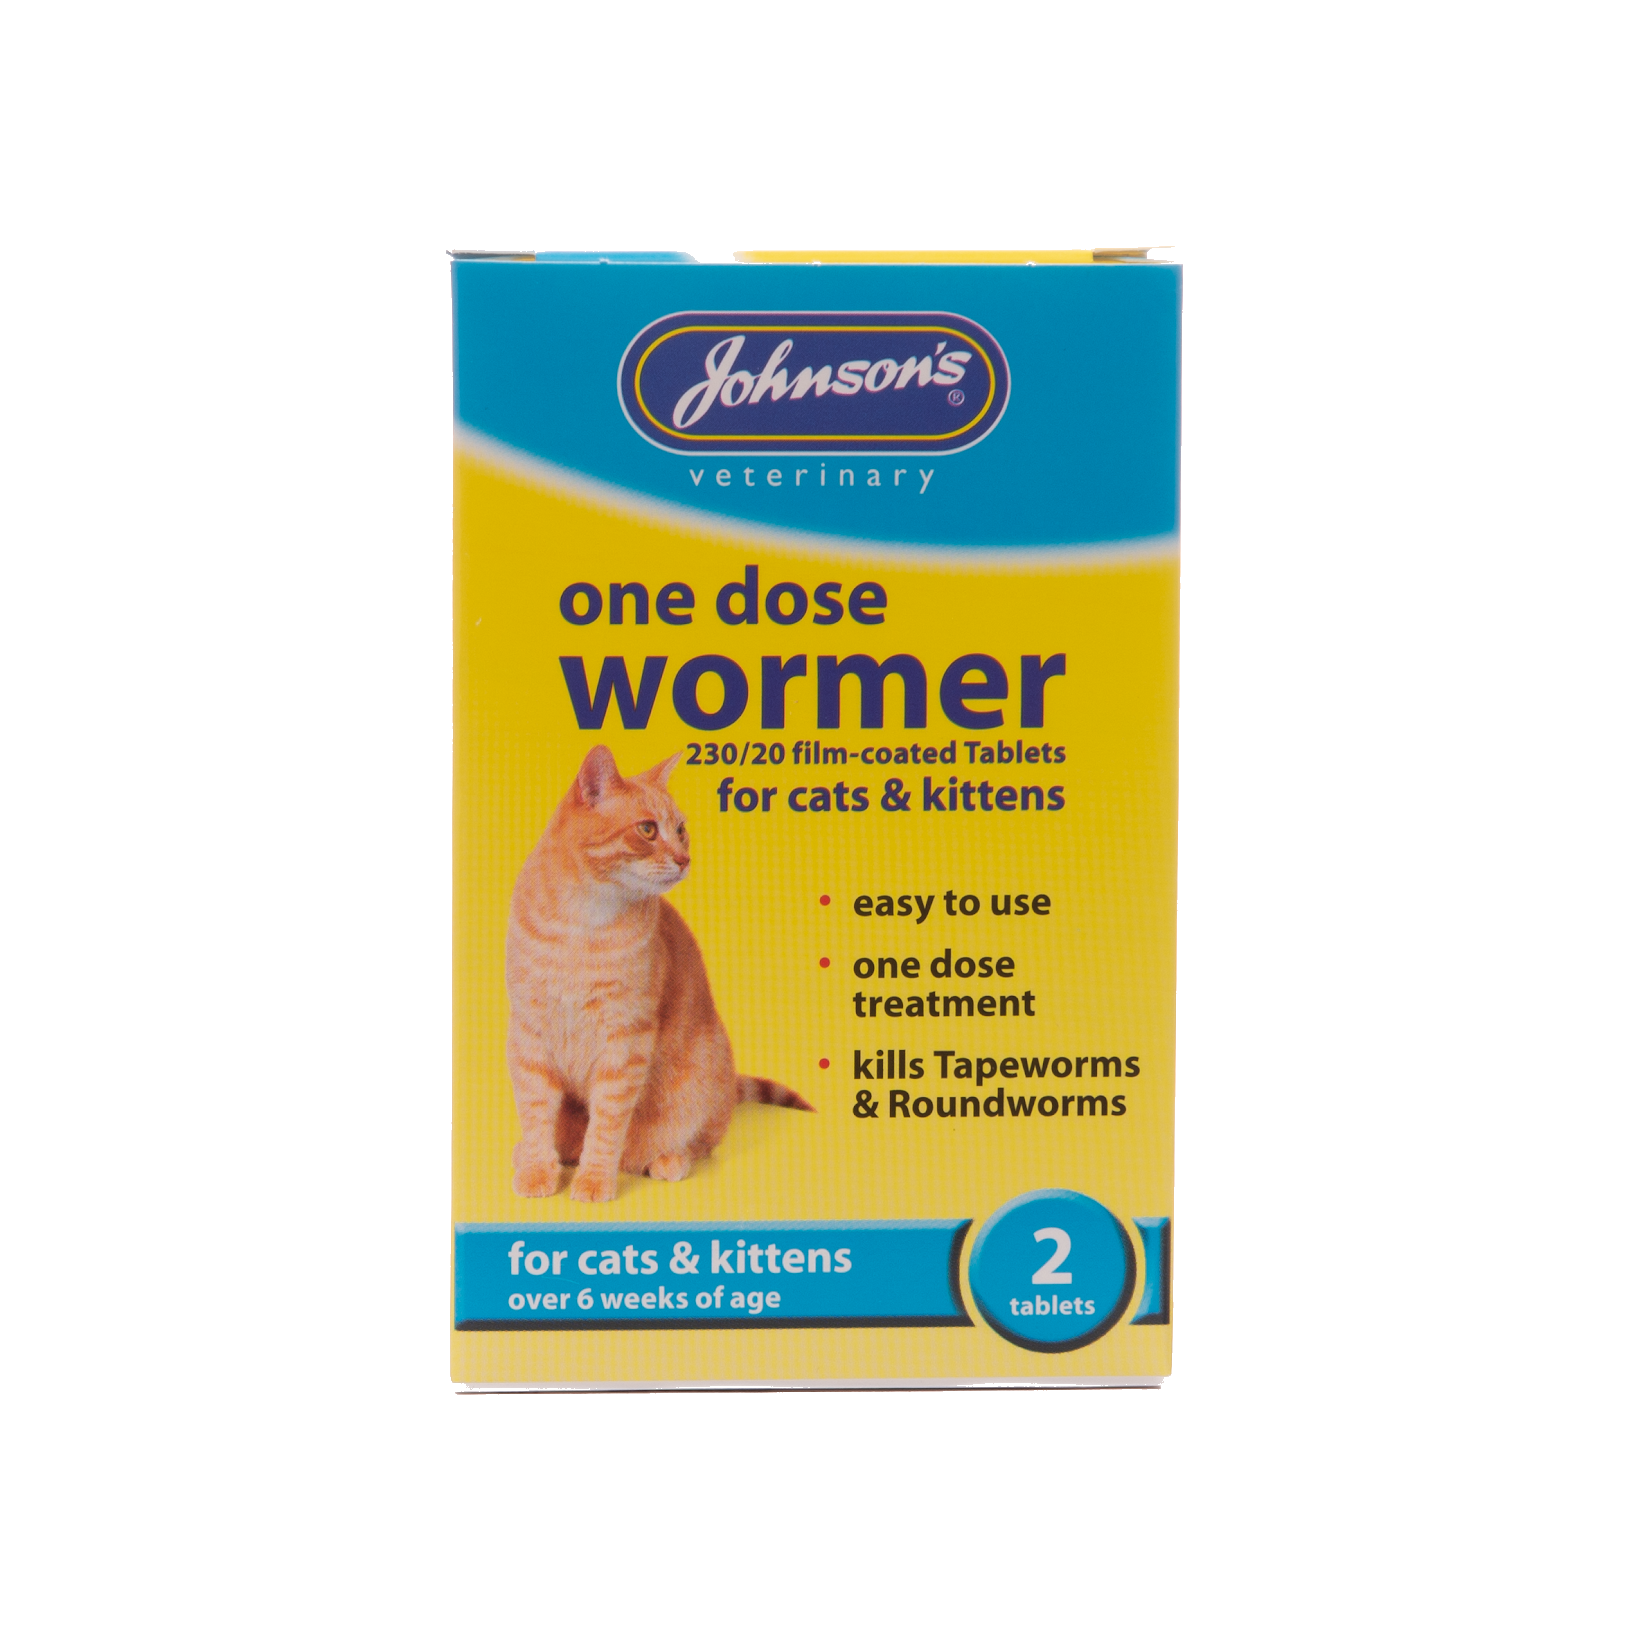 Johnson's®
veterinary
one dose
wormer
230/20 film-coated Tablets
for cats & kittens
• easy to use
• one dose
treatment
• kills Tapeworms
& Roundworms
for cats & kittens
over 6 weeks of age
2
tablets